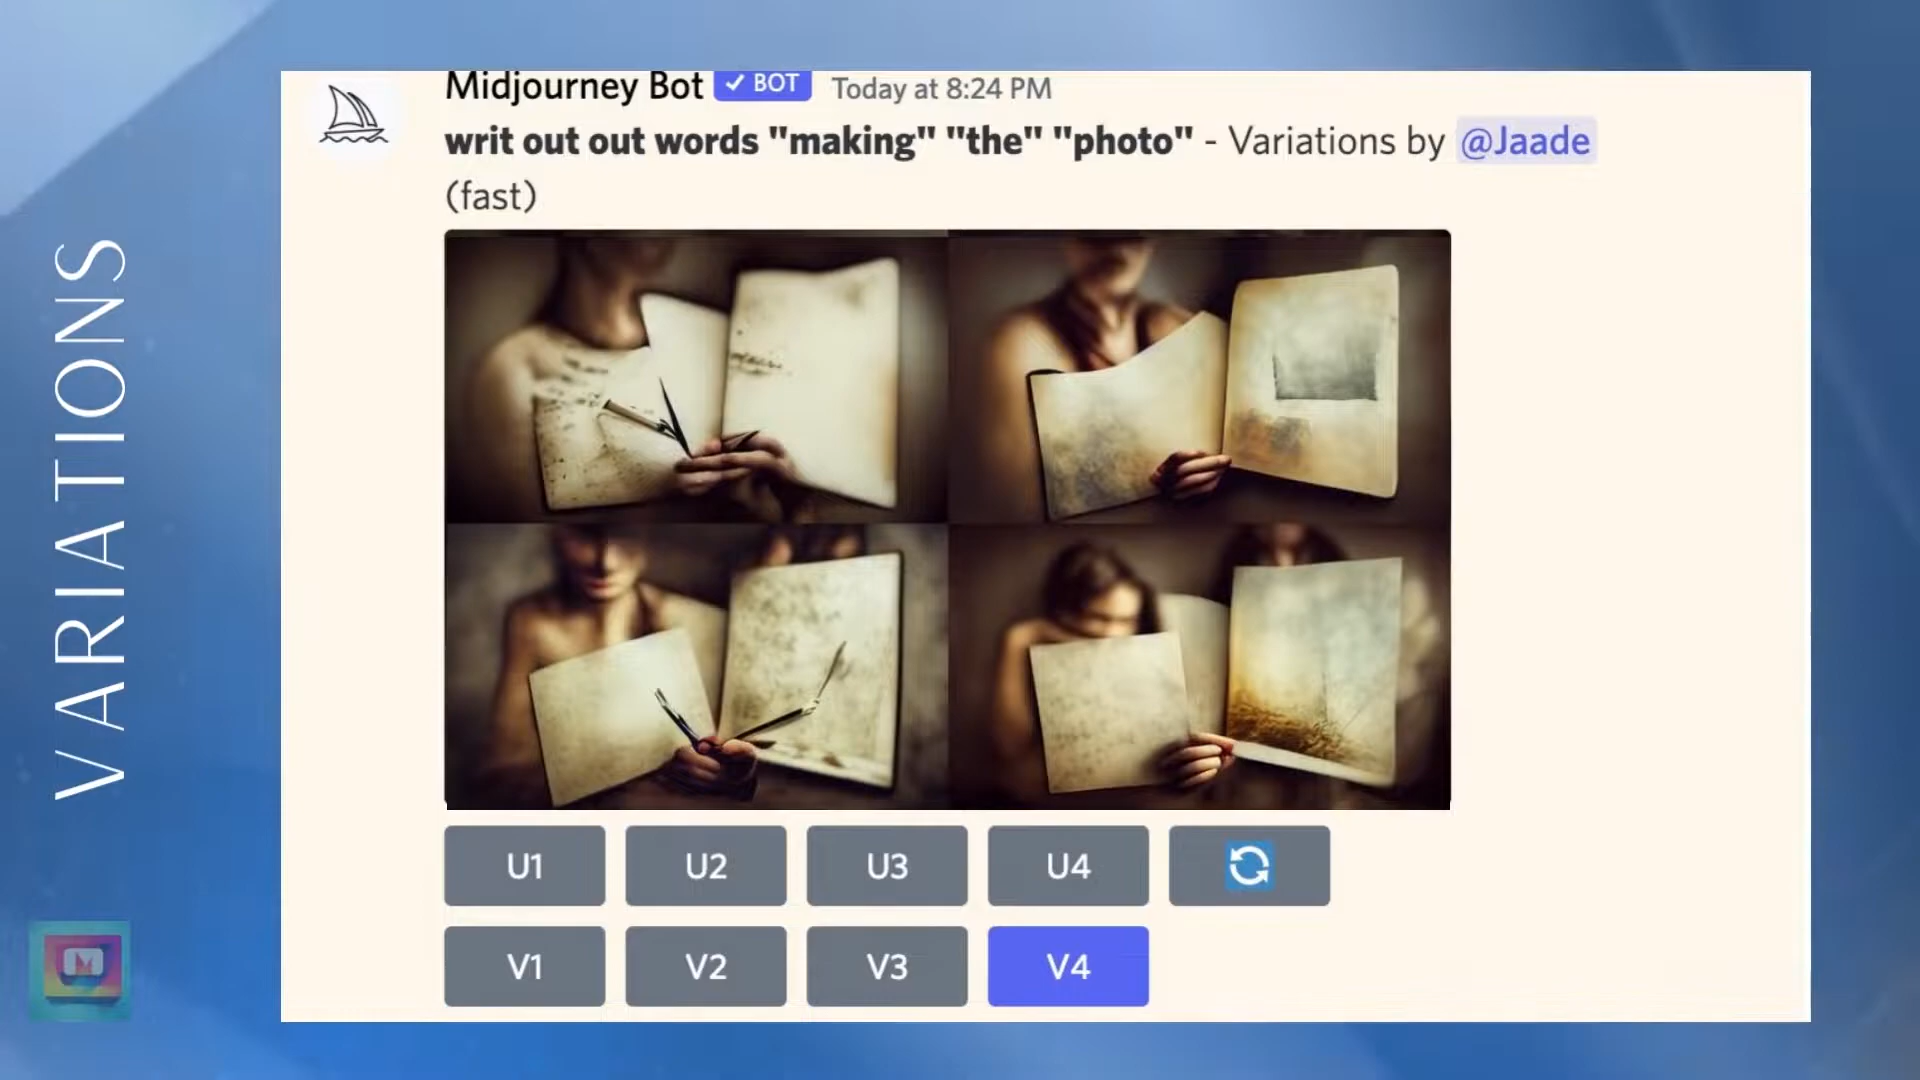 VARIATIONS
Midjourney Bot ✓ BOT Today at 8:24 PM
writ out out words "making" "the" "photo" - Variations by @Jaade
(fast)
U1 U2 U3 U4
V1 V2 V3 V4
M